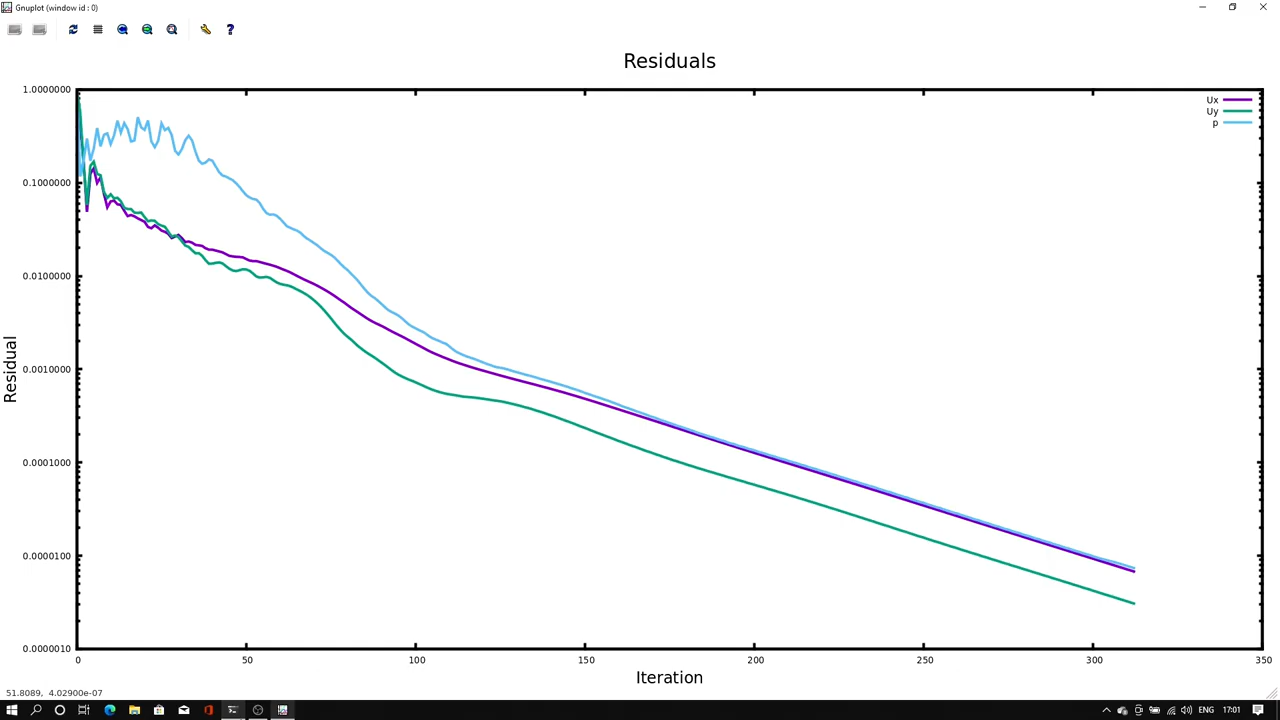 Gnuplot (window id : 0)
Residuals
1.0000000
Ux
Uy
p
0.1000000
0.0100000
0.0010000
0.0001000
0.0000100
0.0000010
Residual
0 50 100 150 200 250 300 350
Iteration
51.8089, 4.02900e-07
ENG 17:01